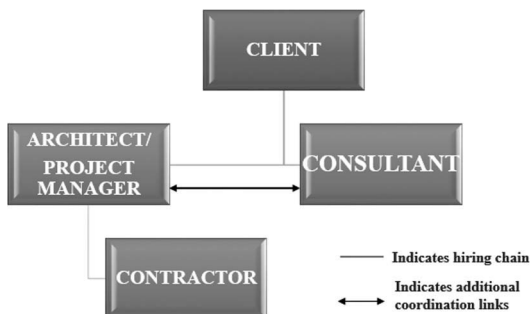 CLIENT
ARCHITECT/
PROJECT
MANAGER
CONSULTANT
CONTRACTOR
Indicates hiring chain
Indicates additional
coordination links